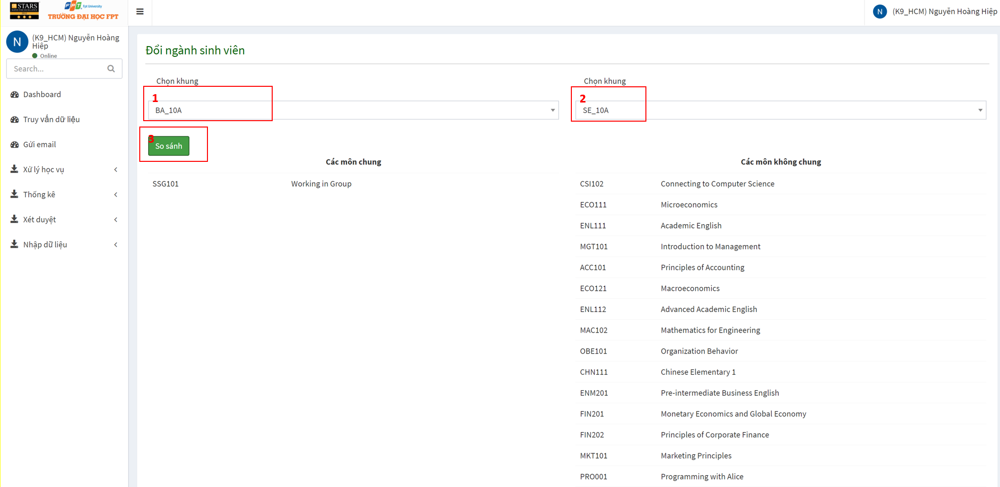 STARS
RATED FOR EXCELLENCE
2012
FPT. Fpt University
TRƯỜNG ĐẠI HỌC FPT
N (K9_HCM) Nguyễn Hoàng Hiệp
N
(K9_HCM) Nguyễn Hoàng
Hiệp
Online
Search...
Dashboard
Truy vấn dữ liệu
Gửi email
Xử lý học vụ
Thống kê
Xét duyệt
Nhập dữ liệu
Đổi ngành sinh viên
Chọn khung
1
BA_10A
Chọn khung
2
SE_10A
3
So sánh
Các môn chung
SSG101 Working in Group
Các môn không chung
CSI102 Connecting to Computer Science
ECO111 Microeconomics
ENL111 Academic English
MGT101 Introduction to Management
ACC101 Principles of Accounting
ECO121 Macroeconomics
ENL112 Advanced Academic English
MAC102 Mathematics for Engineering
OBE101 Organization Behavior
CHN111 Chinese Elementary 1
ENM201 Pre-intermediate Business English
FIN201 Monetary Economics and Global Economy
FIN202 Principles of Corporate Finance
MKT101 Marketing Principles
PRO001 Programming with Alice